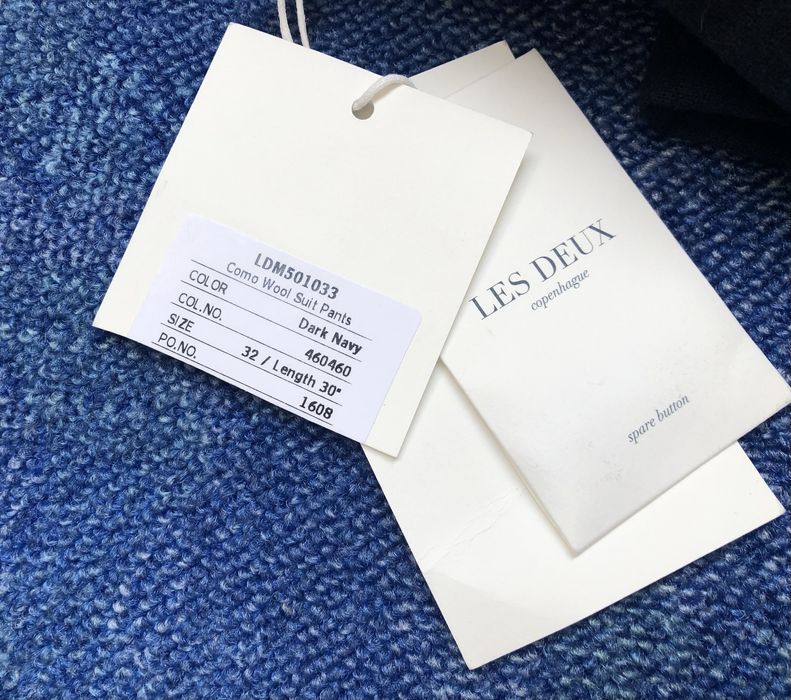 LDM501033
Como Wool Suit Pants
COLOR Dark Navy
COL.NO. 460460
SIZE 32 / Length 30"
PO.NO. 1608
LES DEUX
copenhague
spare button